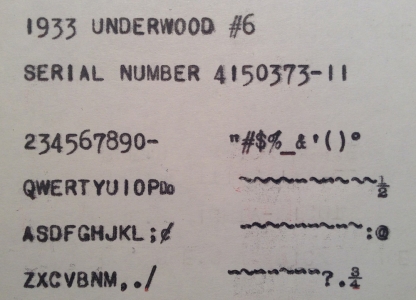 1933 UNDERWOOD #6
SERIAL NUMBER 4150373-11
234567890- "#$%_&'()°
QWERTYUIOP ~~~~~~~~~~½
ASDFGHJKL;¢ ~~~~~~~~~:@
ZXCVBNM,./ ~~~~~~~?.¾